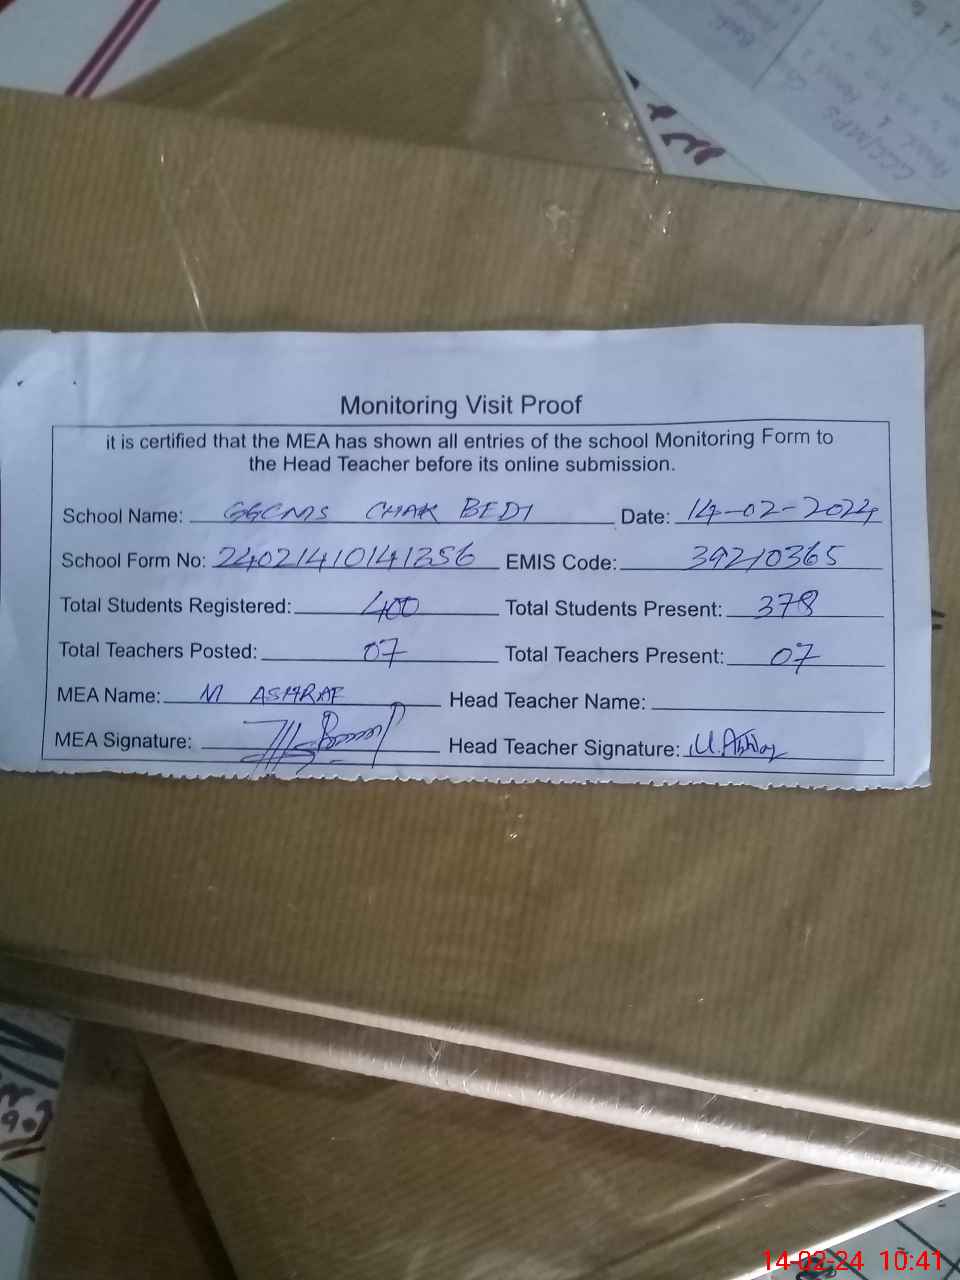 Monitoring Visit Proof
it is certified that the MEA has shown all entries of the school Monitoring Form to
the Head Teacher before its online submission.
School Name: GGCMS CHAK BEDI Date: 14-02-2024
School Form No: 24021410141256 EMIS Code: 39210365
Total Students Registered: 400 Total Students Present: 378
Total Teachers Posted: 07 Total Teachers Present: 07
MEA Name: M ASHRAF Head Teacher Name:
MEA Signature: Head Teacher Signature:
14-02-24 10:41